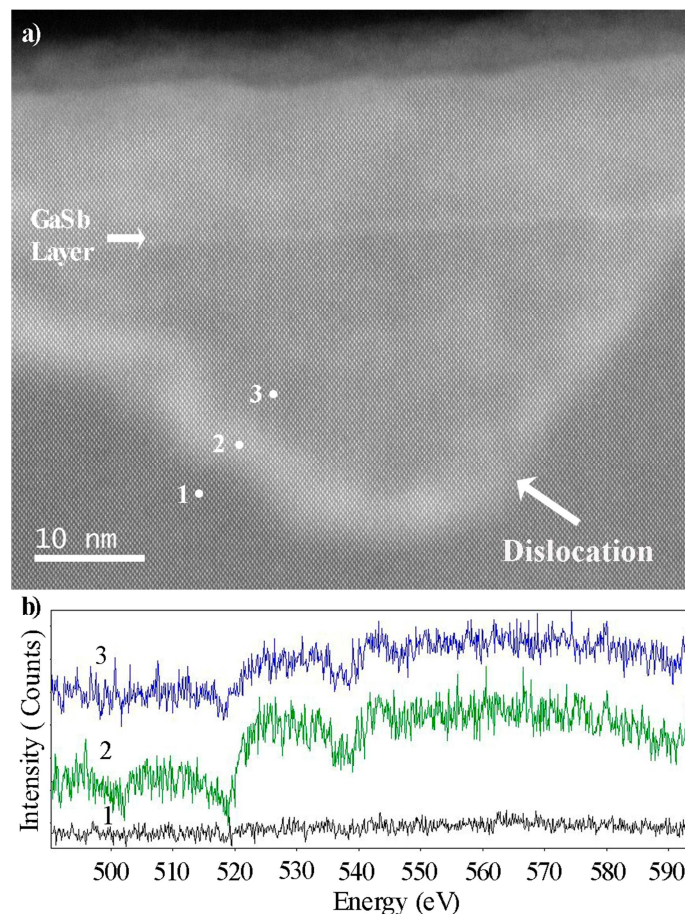 a)
GaSb
Layer
3
2
1
10 nm
Dislocation
b)
3
2
1
Intensity ( Counts)
500 510 520 530 540 550 560 570 580 590
Energy (eV)